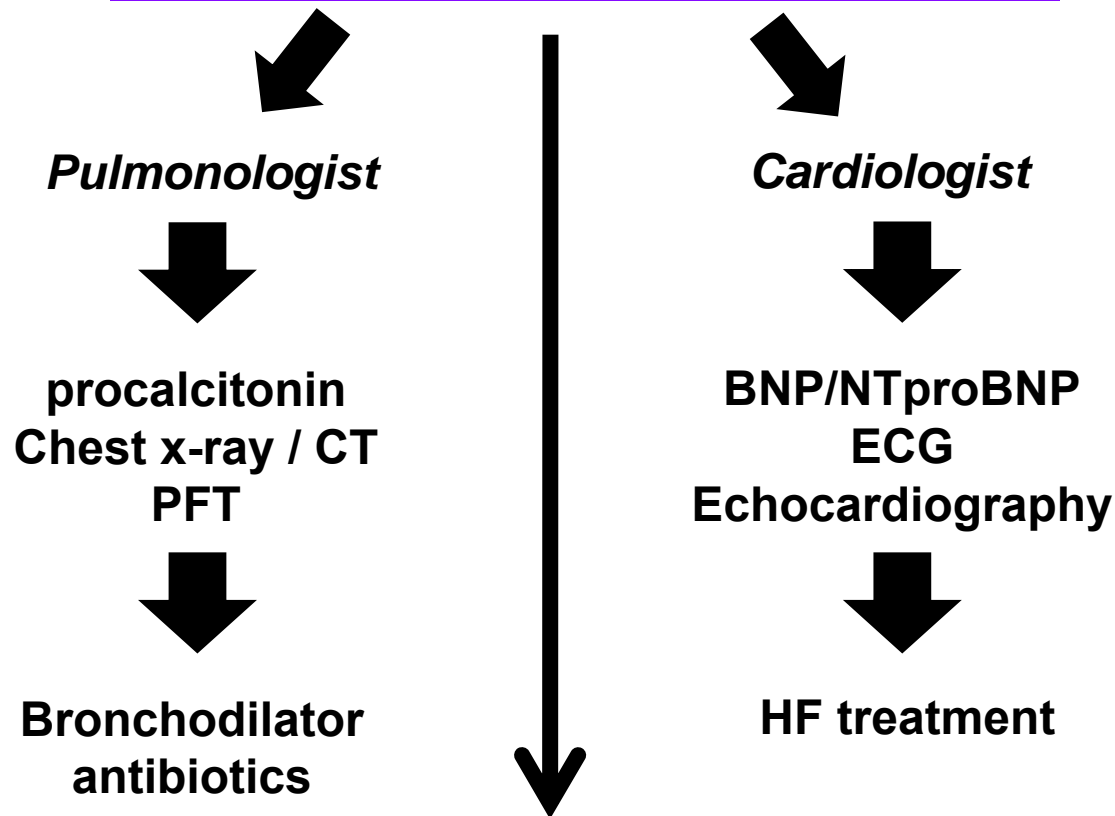 Pulmonologist
procalcitonin
Chest x-ray / CT
PFT
Bronchodilator
antibiotics
Cardiologist
BNP/NTproBNP
ECG
Echocardiography
HF treatment